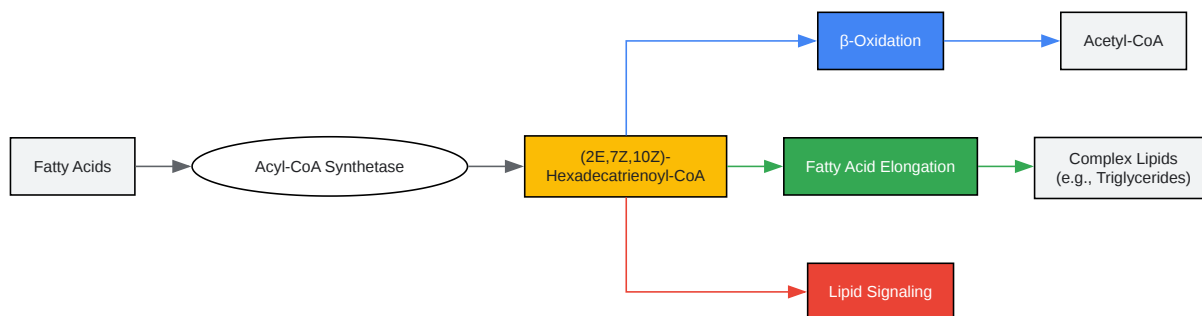 β-Oxidation
Acetyl-CoA
Fatty Acids
Acyl-CoA Synthetase
(2E,7Z,10Z)-
Hexadecatrienoyl-CoA
Fatty Acid Elongation
Complex Lipids
(e.g., Triglycerides)
Lipid Signaling